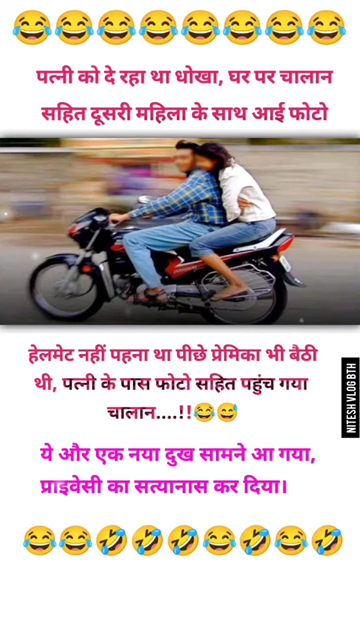 😂😂😂😂😂😂😂😂
पत्नी को दे रहा था धोखा, घर पर चालान
सहित दूसरी महिला के साथ आई फोटो
हेलमेट नहीं पहना था पीछे प्रेमिका भी बैठी
थी, पत्नी के पास फोटो सहित पहुंच गया
चालान....!!😂😅
NITESH VLOG BTH
ये और एक नया दुख सामने आ गया,
प्राइवेसी का सत्यानास कर दिया।
😂😂🤣🤣🤣😂🤣😂🤣